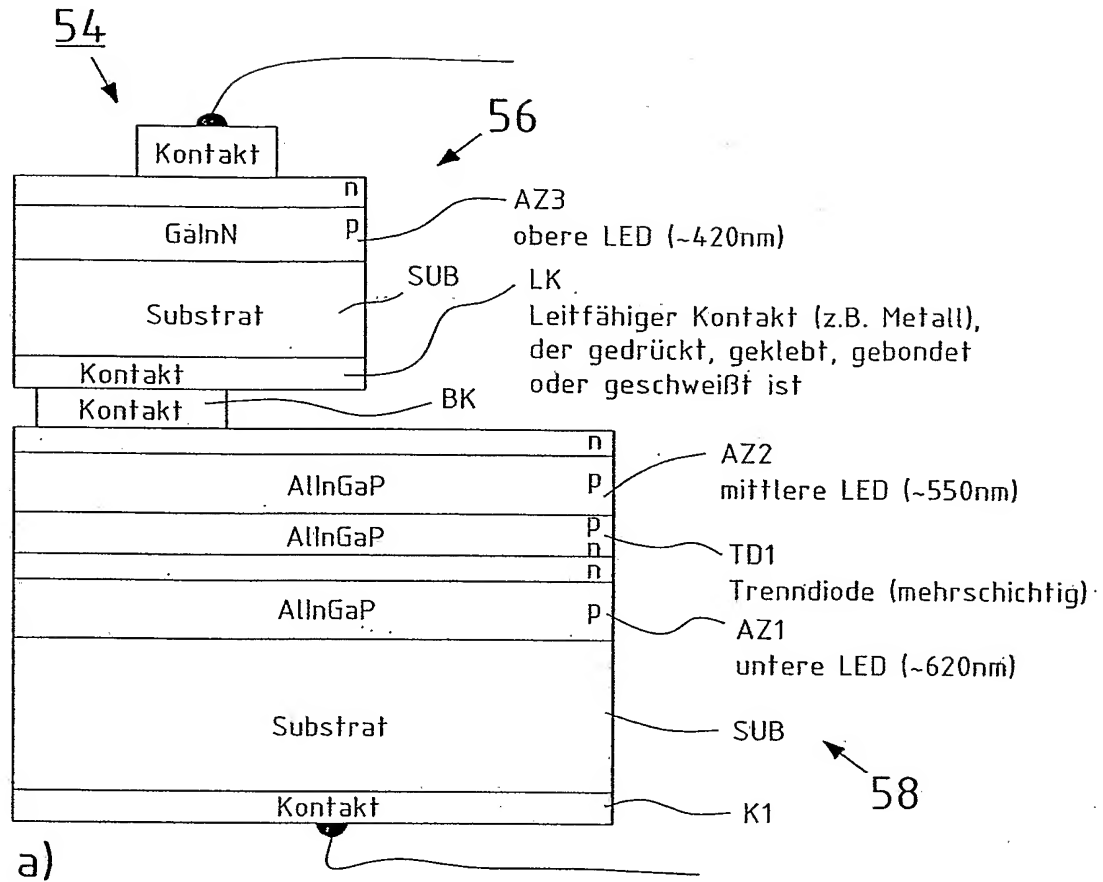 54
Kontakt
56
n
GaInN
p
AZ3
obere LED (~420nm)
SUB
LK
Substrat
Leitfähiger Kontakt (z.B. Metall),
der gedrückt, geklebt, gebondet
oder geschweißt ist
Kontakt
Kontakt
BK
n
AlInGaP
p
AZ2
mittlere LED (~550nm)
AlInGaP
p
n
TD1
Trenndiode (mehrschichtig)
n
AlInGaP
p
AZ1
untere LED (~620nm)
Substrat
SUB
58
Kontakt
K1
a)